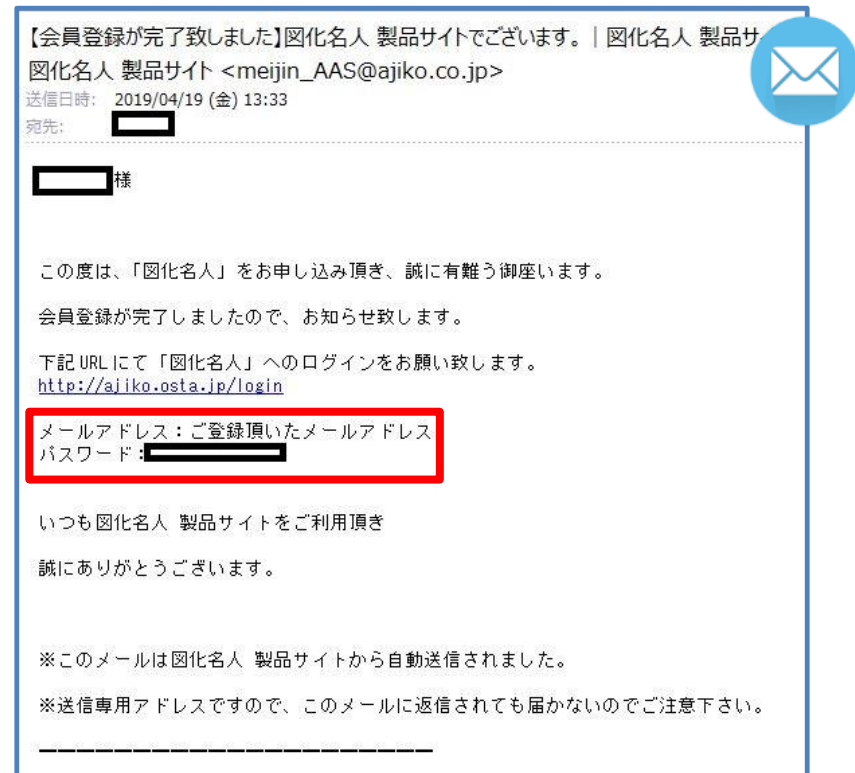 【会員登録が完了致しました】図化名人 製品サイトでございます。｜図化名人 製品サ
図化名人 製品サイト <meijin_AAS@ajiko.co.jp>
送信日時: 2019/04/19 (金) 13:33
宛先:
様
この度は、「図化名人」をお申し込み頂き、誠に有難う御座います。
会員登録が完了しましたので、お知らせ致します。
下記URLにて「図化名人」へのログインをお願い致します。
http://ajiko.osta.jp/login
メールアドレス：ご登録頂いたメールアドレス
パスワード：
いつも図化名人 製品サイトをご利用頂き
誠にありがとうございます。
※このメールは図化名人 製品サイトから自動送信されました。
※送信専用アドレスですので、このメールに返信されても届かないのでご注意下さい。